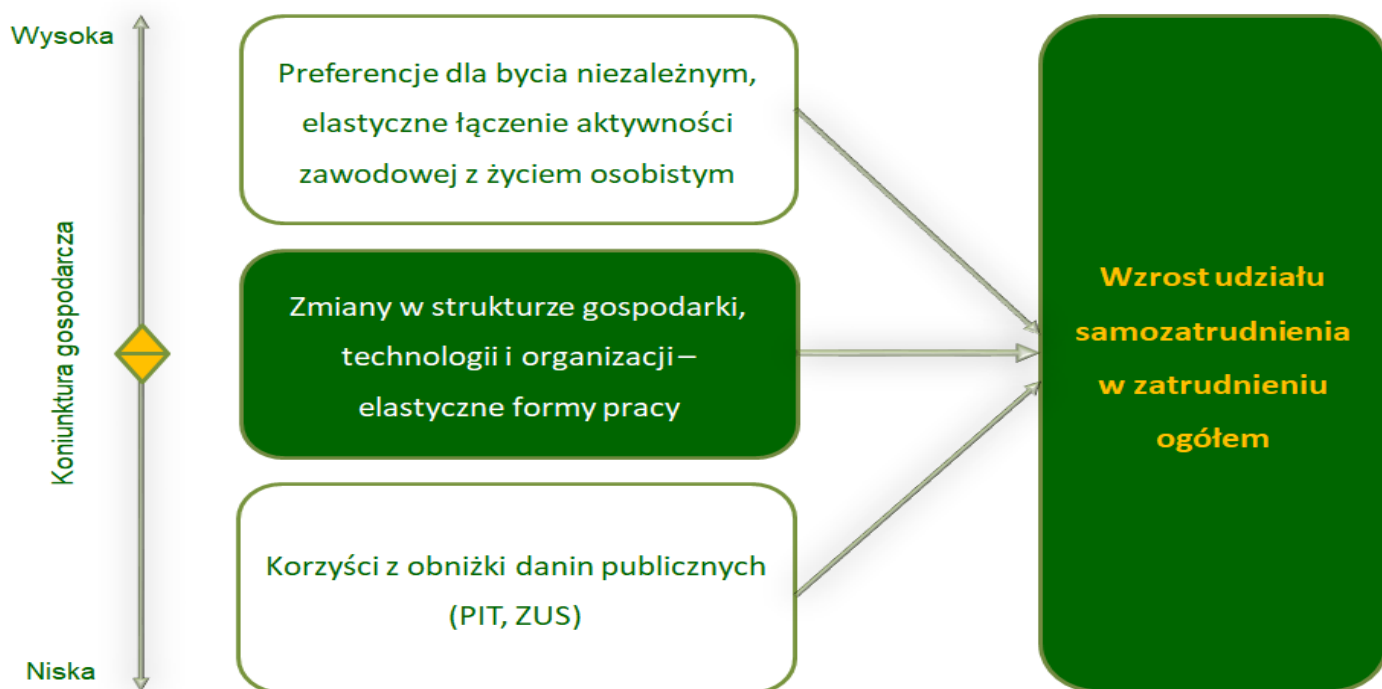 Wysoka
Koniunktura gospodarcza
Niska
Preferencje dla bycia niezależnym,
elastyczne łączenie aktywności
zawodowej z życiem osobistym
Zmiany w strukturze gospodarki,
technologii i organizacji –
elastyczne formy pracy
Korzyści z obniżki danin publicznych
(PIT, ZUS)
Wzrost udziału
samozatrudnienia
w zatrudnieniu
ogółem